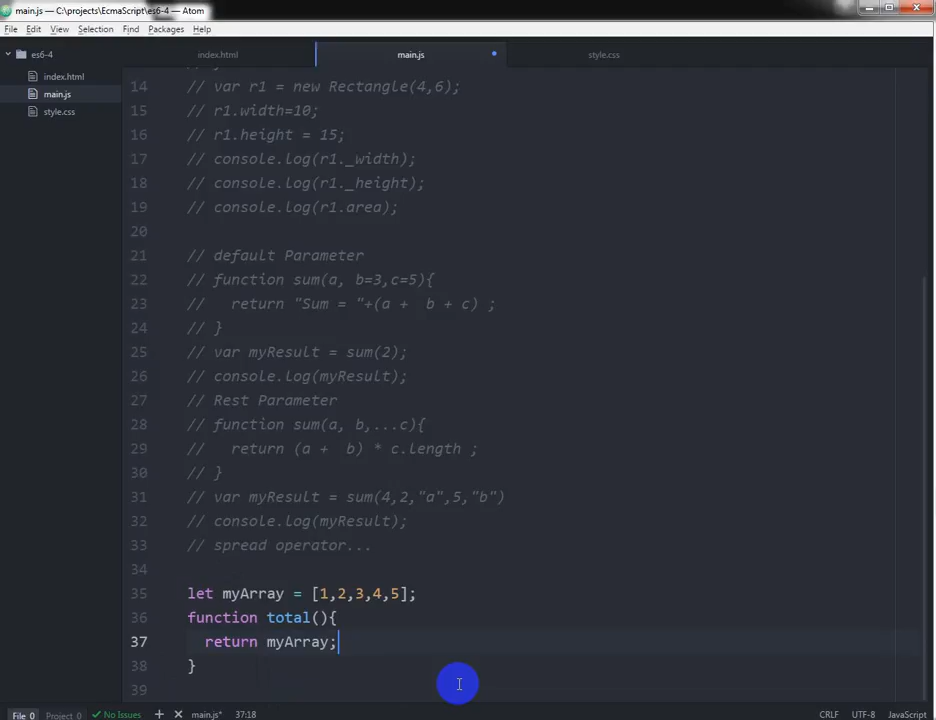 main.js — C:\projects\EcmaScript\es6-4 — Atom
File Edit View Selection Find Packages Help
es6-4
index.html
main.js
style.css
index.html main.js style.css
14 // var r1 = new Rectangle(4,6);
15 // r1.width=10;
16 // r1.height = 15;
17 // console.log(r1._width);
18 // console.log(r1._height);
19 // console.log(r1.area);
20
21 // default Parameter
22 // function sum(a, b=3,c=5){
23 //   return "Sum = "+(a +  b + c) ;
24 // }
25 // var myResult = sum(2);
26 // console.log(myResult);
27 // Rest Parameter
28 // function sum(a, b,...c){
29 //   return (a +  b) * c.length ;
30 // }
31 // var myResult = sum(4,2,"a",5,"b")
32 // console.log(myResult);
33 // spread operator...
34
35 let myArray = [1,2,3,4,5];
36 function total(){
37   return myArray;
38 }
39
File 0 Project 0 No Issues main.js* 37:18 CRLF UTF-8 JavaScript